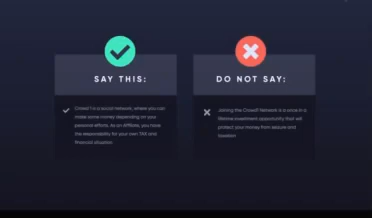 SAY THIS:
Crowd 1 is a social network, where you can
make some money depending on your
personal efforts. As an Affiliate, you have
the responsibility for your own TAX and
financial situation.
DO NOT SAY:
Joining the Crowd1 Network is a once in a
lifetime investment opportunity that will
protect your money from seizure and
taxation